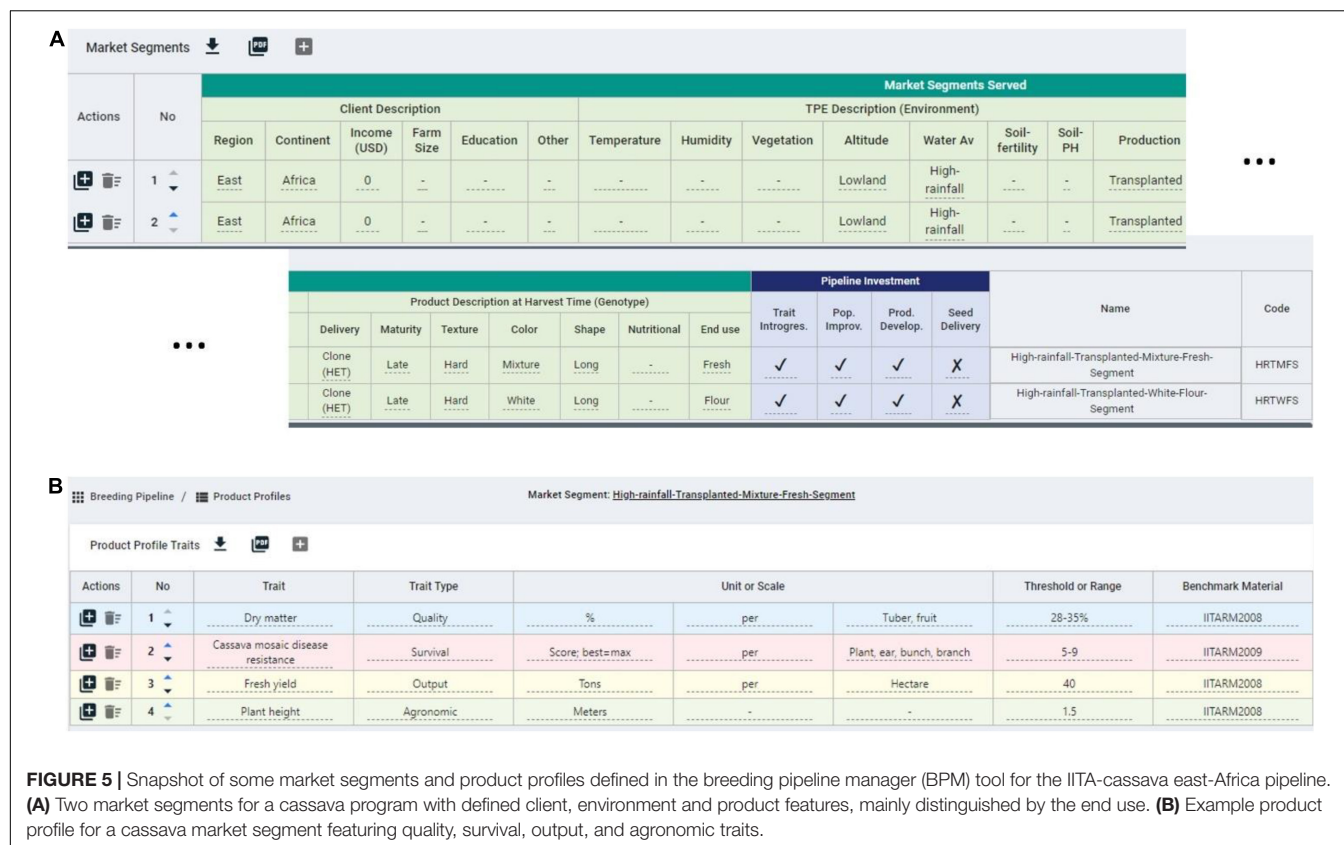 A
Market Segments PDF
Market Segments Served
Actions No Client Description TPE Description (Environment)
Region Continent Income (USD) Farm Size Education Other Temperature Humidity Vegetation Altitude Water Av Soil-fertility Soil-PH Production
1 East Africa 0 - - - - - - Lowland High-rainfall - - Transplanted
2 East Africa 0 - - - - - - Lowland High-rainfall - - Transplanted
...
...
Pipeline Investment
Product Description at Harvest Time (Genotype) Name Code
Delivery Maturity Texture Color Shape Nutritional End use Trait Introgres. Pop. Improv. Prod. Develop. Seed Delivery
Clone (HET) Late Hard Mixture Long - Fresh ✓ ✓ ✓ ✗ High-rainfall-Transplanted-Mixture-Fresh-Segment HRTMFS
Clone (HET) Late Hard White Long - Flour ✓ ✓ ✓ ✗ High-rainfall-Transplanted-White-Flour-Segment HRTWFS
B
Breeding Pipeline / Product Profiles Market Segment: High-rainfall-Transplanted-Mixture-Fresh-Segment
Product Profile Traits PDF
Actions No Trait Trait Type Unit or Scale Threshold or Range Benchmark Material
1 Dry matter Quality % per Tuber, fruit 28-35% IITARM2008
2 Cassava mosaic disease resistance Survival Score; best=max per Plant, ear, bunch, branch 5-9 IITARM2009
3 Fresh yield Output Tons per Hectare 40 IITARM2008
4 Plant height Agronomic Meters - - 1.5 IITARM2008
FIGURE 5 | Snapshot of some market segments and product profiles defined in the breeding pipeline manager (BPM) tool for the IITA-cassava east-Africa pipeline.
(A) Two market segments for a cassava program with defined client, environment and product features, mainly distinguished by the end use. (B) Example product
profile for a cassava market segment featuring quality, survival, output, and agronomic traits.